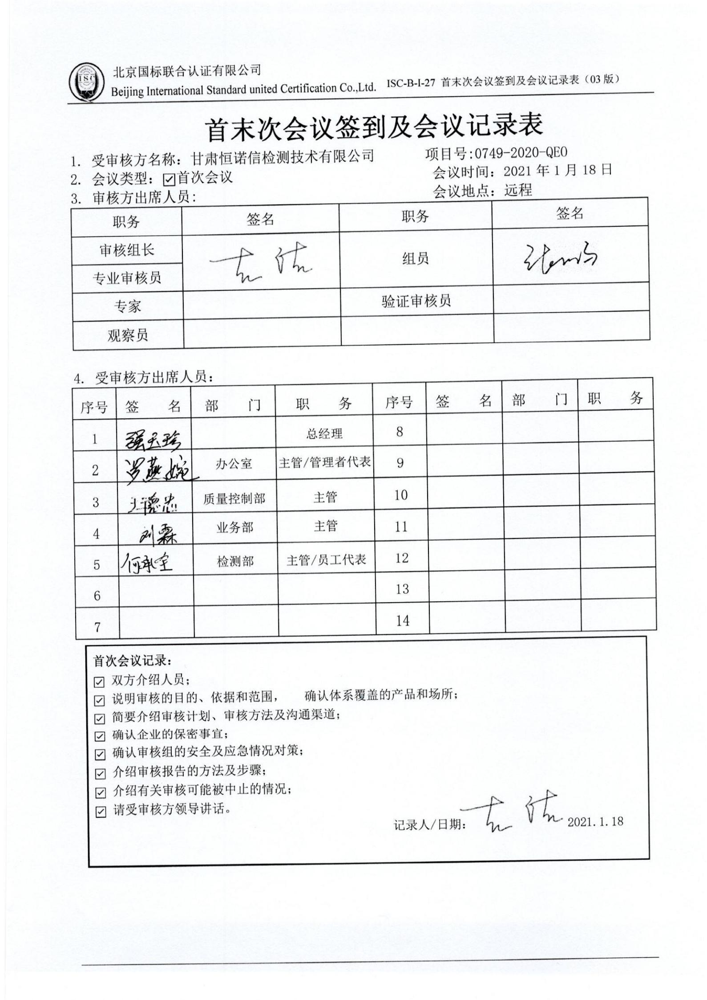 ISC
北京国标联合认证有限公司
Beijing International Standard united Certification Co.,Ltd. ISC-B-I-27 首末次会议签到及会议记录表（03 版）
首末次会议签到及会议记录表
1. 受审核方名称：甘肃恒诺信检测技术有限公司 项目号:0749-2020-QEO
2. 会议类型：☑首次会议 会议时间：2021 年 1 月 18 日
3. 审核方出席人员: 会议地点：远程
职务 签名 职务 签名
审核组长 组员
专业审核员
专家 验证审核员
观察员
4. 受审核方出席人员：
序号 签 名 部 门 职 务 序号 签 名 部 门 职 务
1 强玉珍 总经理 8
2 罗燕婉 办公室 主管/管理者代表 9
3 质量控制部 主管 10
4 刘霖 业务部 主管 11
5 检测部 主管/员工代表 12
6 13
7 14
首次会议记录：
☑ 双方介绍人员；
☑ 说明审核的目的、依据和范围， 确认体系覆盖的产品和场所；
☑ 简要介绍审核计划、审核方法及沟通渠道；
☑ 确认企业的保密事宜；
☑ 确认审核组的安全及应急情况对策；
☑ 介绍审核报告的方法及步骤；
☑ 介绍有关审核可能被中止的情况；
☑ 请受审核方领导讲话。
记录人/日期： 2021.1.18